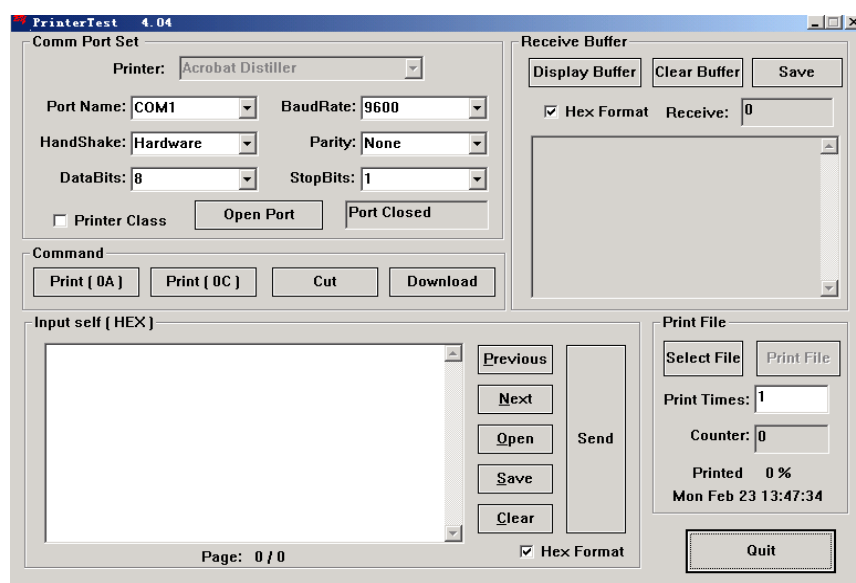 PrinterTest 4.04
Comm Port Set
Printer: Acrobat Distiller
Port Name: COM1 BaudRate: 9600
HandShake: Hardware Parity: None
DataBits: 8 StopBits: 1
Printer Class Open Port Port Closed
Command
Print ( 0A ) Print ( 0C ) Cut Download
Receive Buffer
Display Buffer Clear Buffer Save
Hex Format Receive: 0
Input self ( HEX )
Previous
Next
Open
Save
Clear
Send
Page: 0 / 0
Hex Format
Print File
Select File Print File
Print Times: 1
Counter: 0
Printed 0 %
Mon Feb 23 13:47:34
Quit